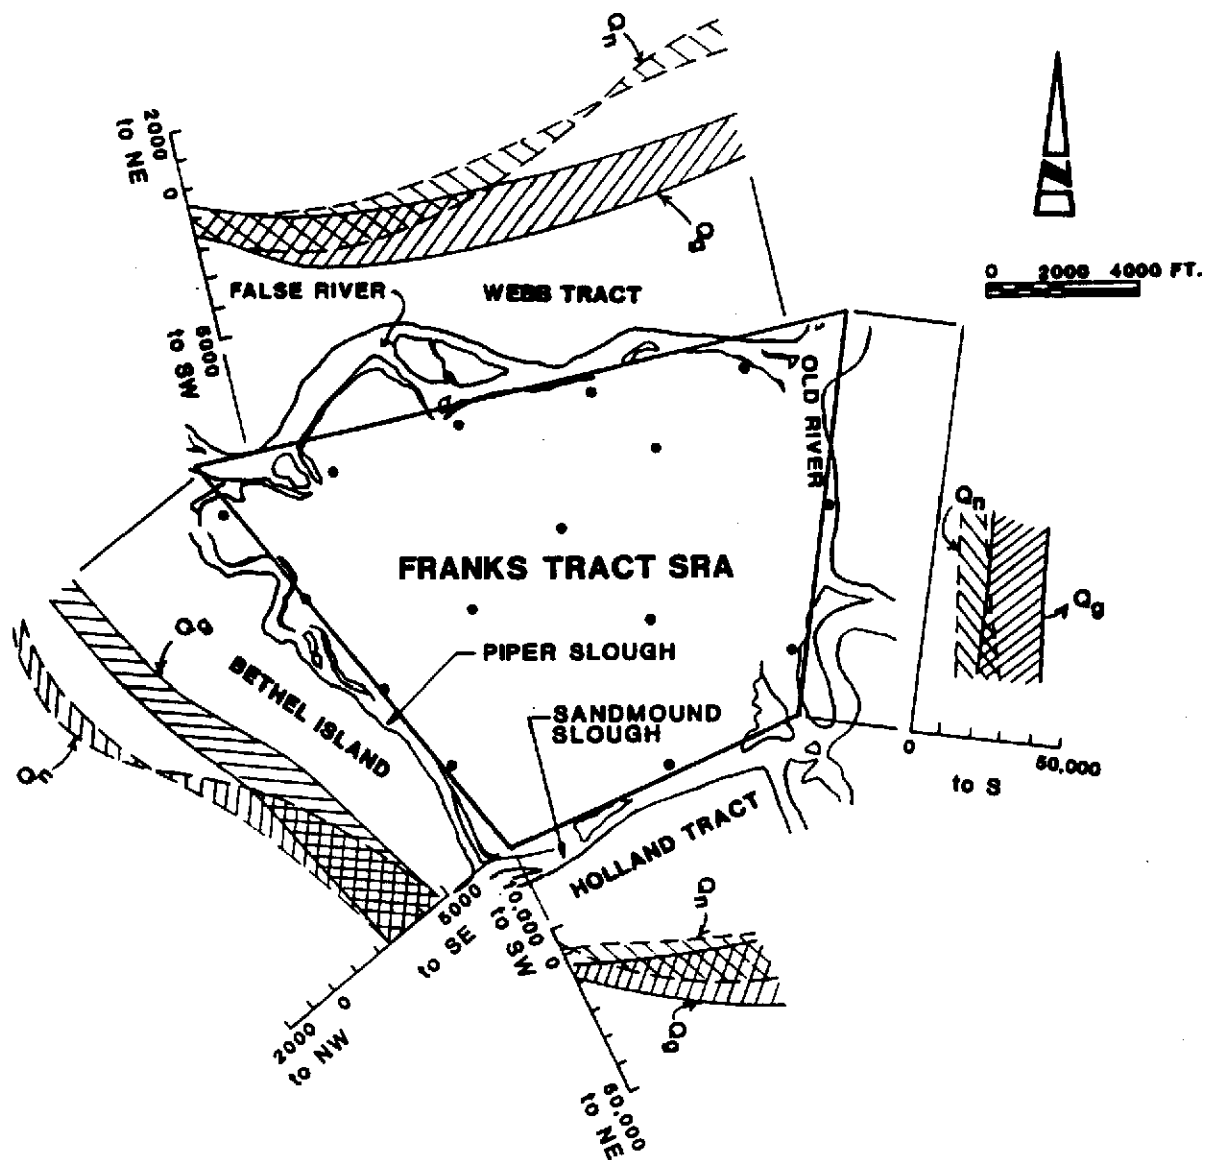 Qn
2000
to NE
0
Qg
N
0 2000 4000 FT.
FALSE RIVER
WEBB TRACT
6000
to SW
OLD RIVER
Qn
FRANKS TRACT SRA
Qg
Qg
PIPER SLOUGH
BETHEL ISLAND
SANDMOUND
SLOUGH
0
50,000
to S
Qn
HOLLAND TRACT
5000
to SE
10,000
to SW
0
Qn
0
2000
to NW
Qg
60,000
to NE